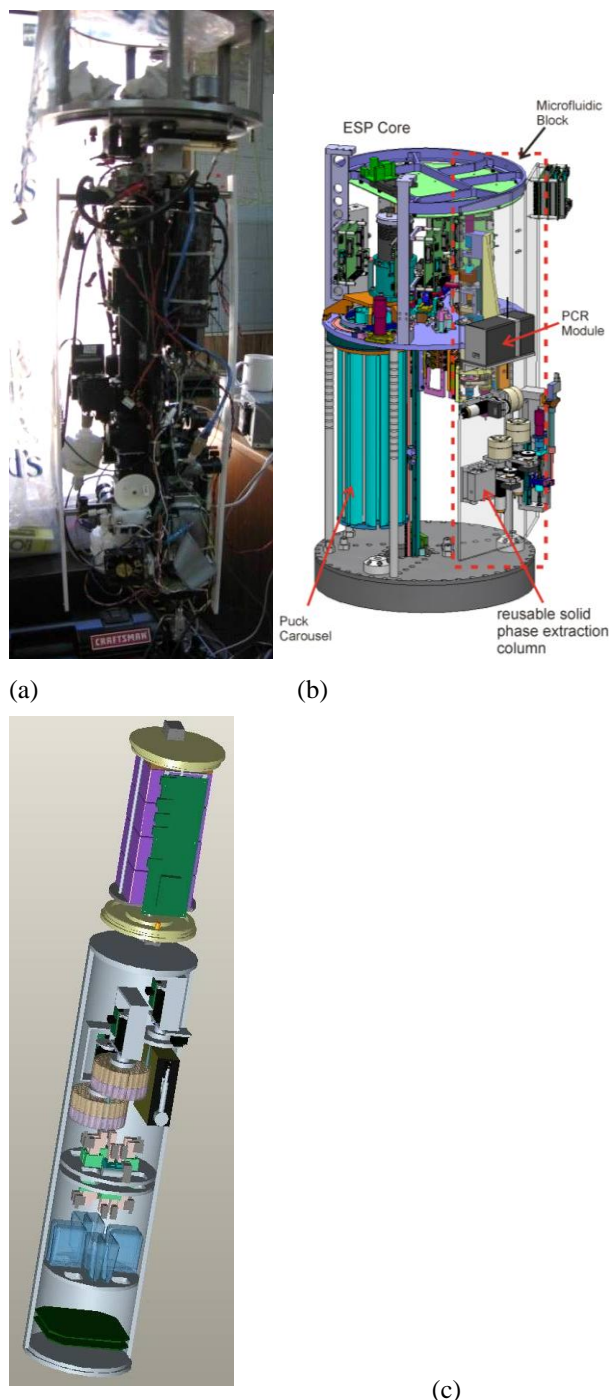 Microfluidic
Block
ESP Core
PCR
Module
Puck
Carousel
reusable solid
phase extraction
column
CRAFTSMAN
(a) (b)
(c)